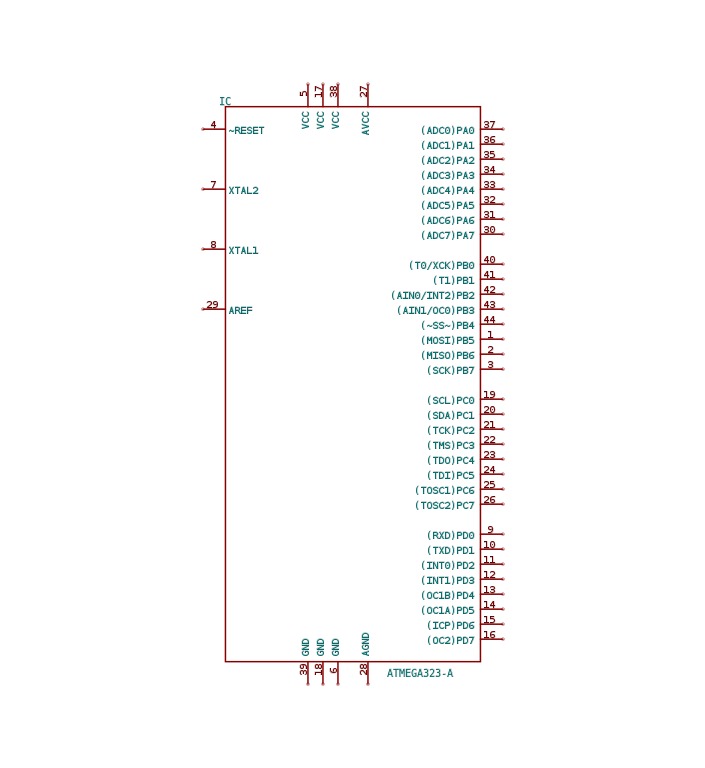 5 17 38 27
IC
VCC VCC VCC AVCC
4 ~RESET
7 XTAL2
8 XTAL1
29 AREF
(ADC0)PA0 37
(ADC1)PA1 36
(ADC2)PA2 35
(ADC3)PA3 34
(ADC4)PA4 33
(ADC5)PA5 32
(ADC6)PA6 31
(ADC7)PA7 30
(T0/XCK)PB0 40
(T1)PB1 41
(AIN0/INT2)PB2 42
(AIN1/OC0)PB3 43
(~SS~)PB4 44
(MOSI)PB5 1
(MISO)PB6 2
(SCK)PB7 3
(SCL)PC0 19
(SDA)PC1 20
(TCK)PC2 21
(TMS)PC3 22
(TDO)PC4 23
(TDI)PC5 24
(TOSC1)PC6 25
(TOSC2)PC7 26
(RXD)PD0 9
(TXD)PD1 10
(INT0)PD2 11
(INT1)PD3 12
(OC1B)PD4 13
(OC1A)PD5 14
(ICP)PD6 15
(OC2)PD7 16
GND GND GND AGND
39 18 6 28
ATMEGA323-A